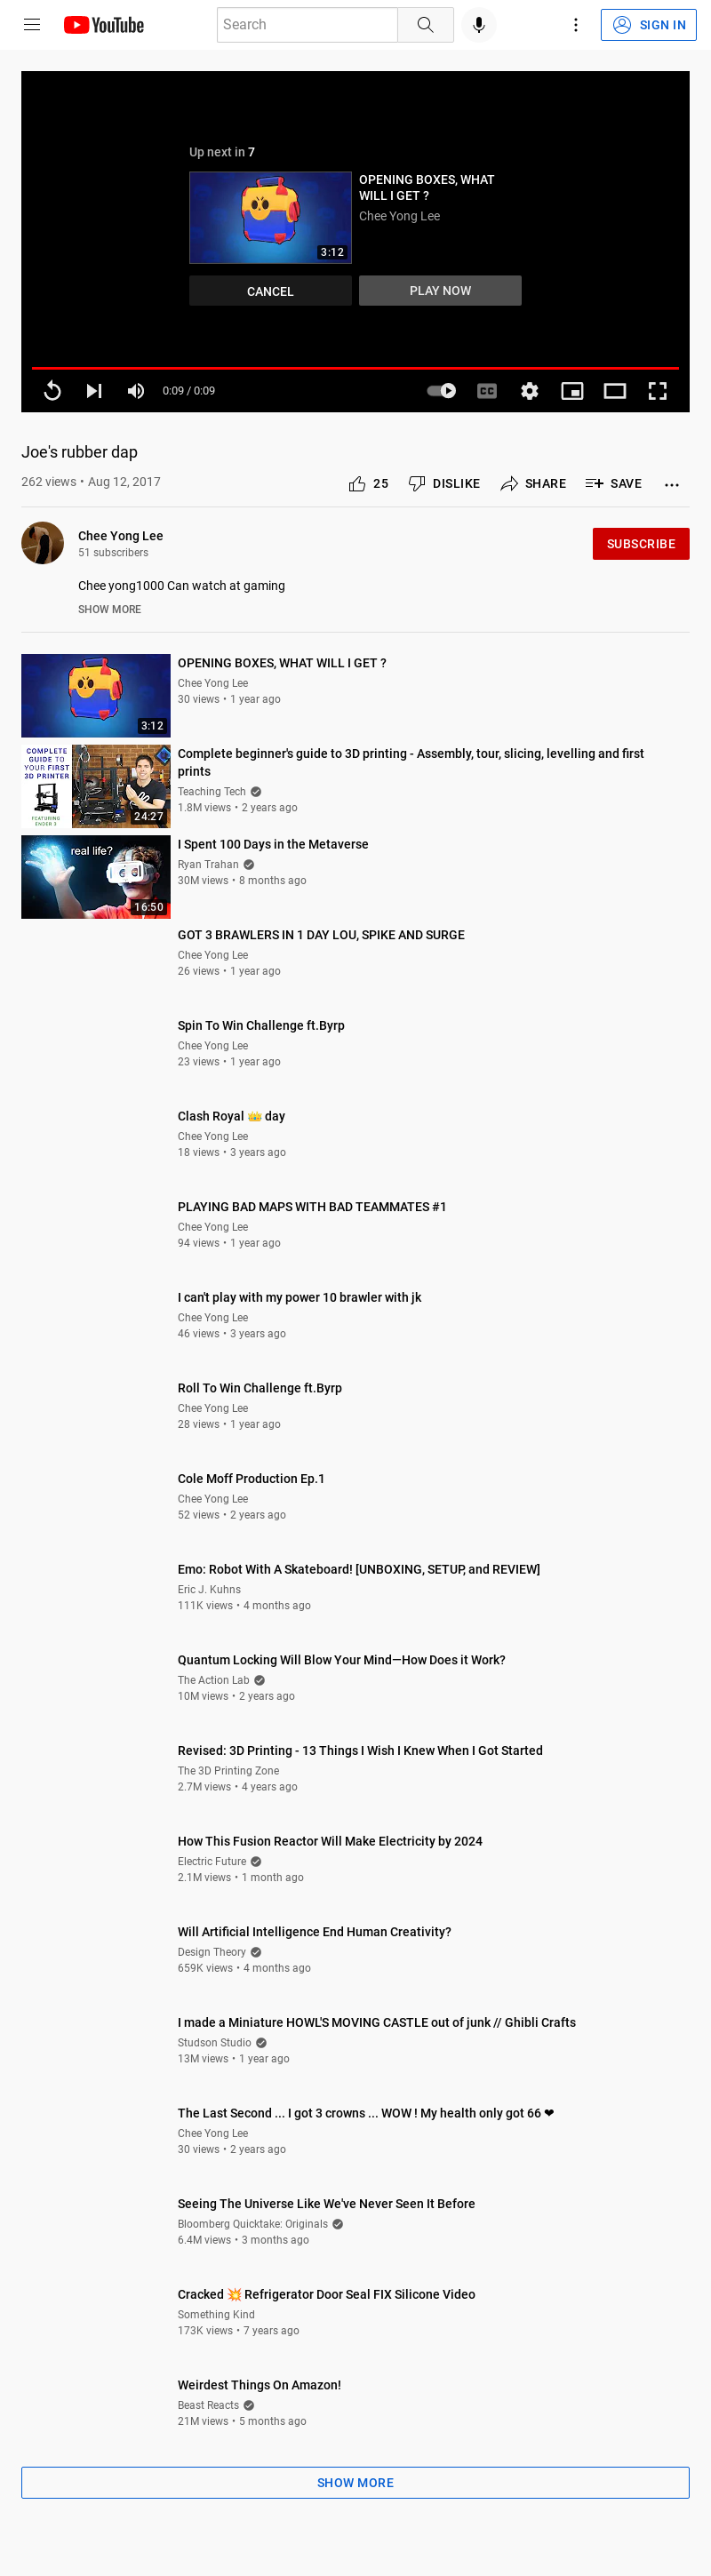 YouTube
Search
SIGN IN
Up next in 7
OPENING BOXES, WHAT
WILL I GET ?
Chee Yong Lee
3:12
CANCEL
PLAY NOW
0:09 / 0:09
CC
Joe's rubber dap
262 views • Aug 12, 2017
25
DISLIKE
SHARE
SAVE
Chee Yong Lee
51 subscribers
SUBSCRIBE
Chee yong1000 Can watch at gaming
SHOW MORE
3:12
OPENING BOXES, WHAT WILL I GET ?
Chee Yong Lee
30 views • 1 year ago
COMPLETE
GUIDE TO
YOUR FIRST
3D PRINTER
FEATURING
ENDER 3
24:27
Complete beginner's guide to 3D printing - Assembly, tour, slicing, levelling and first
prints
Teaching Tech
1.8M views • 2 years ago
real life?
16:50
I Spent 100 Days in the Metaverse
Ryan Trahan
30M views • 8 months ago
GOT 3 BRAWLERS IN 1 DAY LOU, SPIKE AND SURGE
Chee Yong Lee
26 views • 1 year ago
Spin To Win Challenge ft.Byrp
Chee Yong Lee
23 views • 1 year ago
Clash Royal 👑 day
Chee Yong Lee
18 views • 3 years ago
PLAYING BAD MAPS WITH BAD TEAMMATES #1
Chee Yong Lee
94 views • 1 year ago
I can't play with my power 10 brawler with jk
Chee Yong Lee
46 views • 3 years ago
Roll To Win Challenge ft.Byrp
Chee Yong Lee
28 views • 1 year ago
Cole Moff Production Ep.1
Chee Yong Lee
52 views • 2 years ago
Emo: Robot With A Skateboard! [UNBOXING, SETUP, and REVIEW]
Eric J. Kuhns
111K views • 4 months ago
Quantum Locking Will Blow Your Mind—How Does it Work?
The Action Lab
10M views • 2 years ago
Revised: 3D Printing - 13 Things I Wish I Knew When I Got Started
The 3D Printing Zone
2.7M views • 4 years ago
How This Fusion Reactor Will Make Electricity by 2024
Electric Future
2.1M views • 1 month ago
Will Artificial Intelligence End Human Creativity?
Design Theory
659K views • 4 months ago
I made a Miniature HOWL'S MOVING CASTLE out of junk // Ghibli Crafts
Studson Studio
13M views • 1 year ago
The Last Second ... I got 3 crowns ... WOW ! My health only got 66 ❤
Chee Yong Lee
30 views • 2 years ago
Seeing The Universe Like We've Never Seen It Before
Bloomberg Quicktake: Originals
6.4M views • 3 months ago
Cracked 💥 Refrigerator Door Seal FIX Silicone Video
Something Kind
173K views • 7 years ago
Weirdest Things On Amazon!
Beast Reacts
21M views • 5 months ago
SHOW MORE